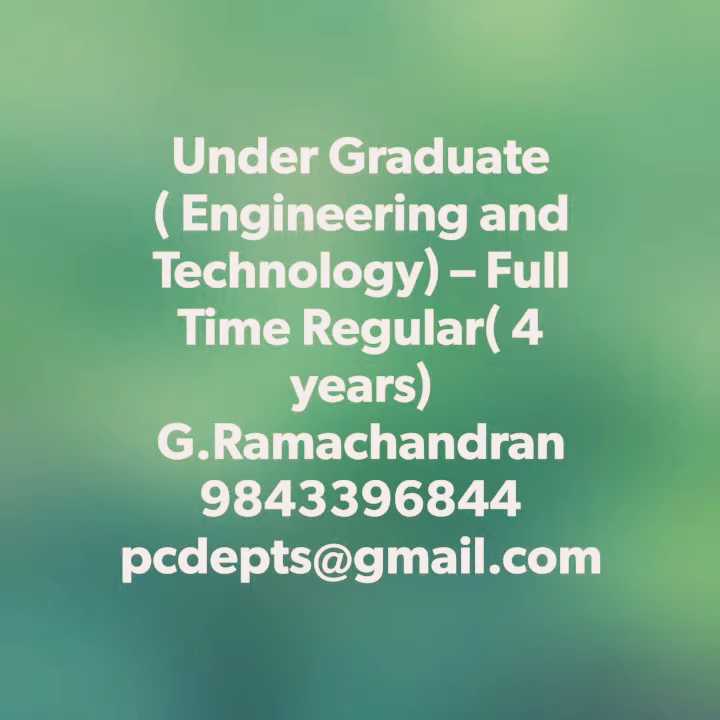 Under Graduate
( Engineering and
Technology) – Full
Time Regular( 4
years)
G.Ramachandran
9843396844
pcdepts@gmail.com